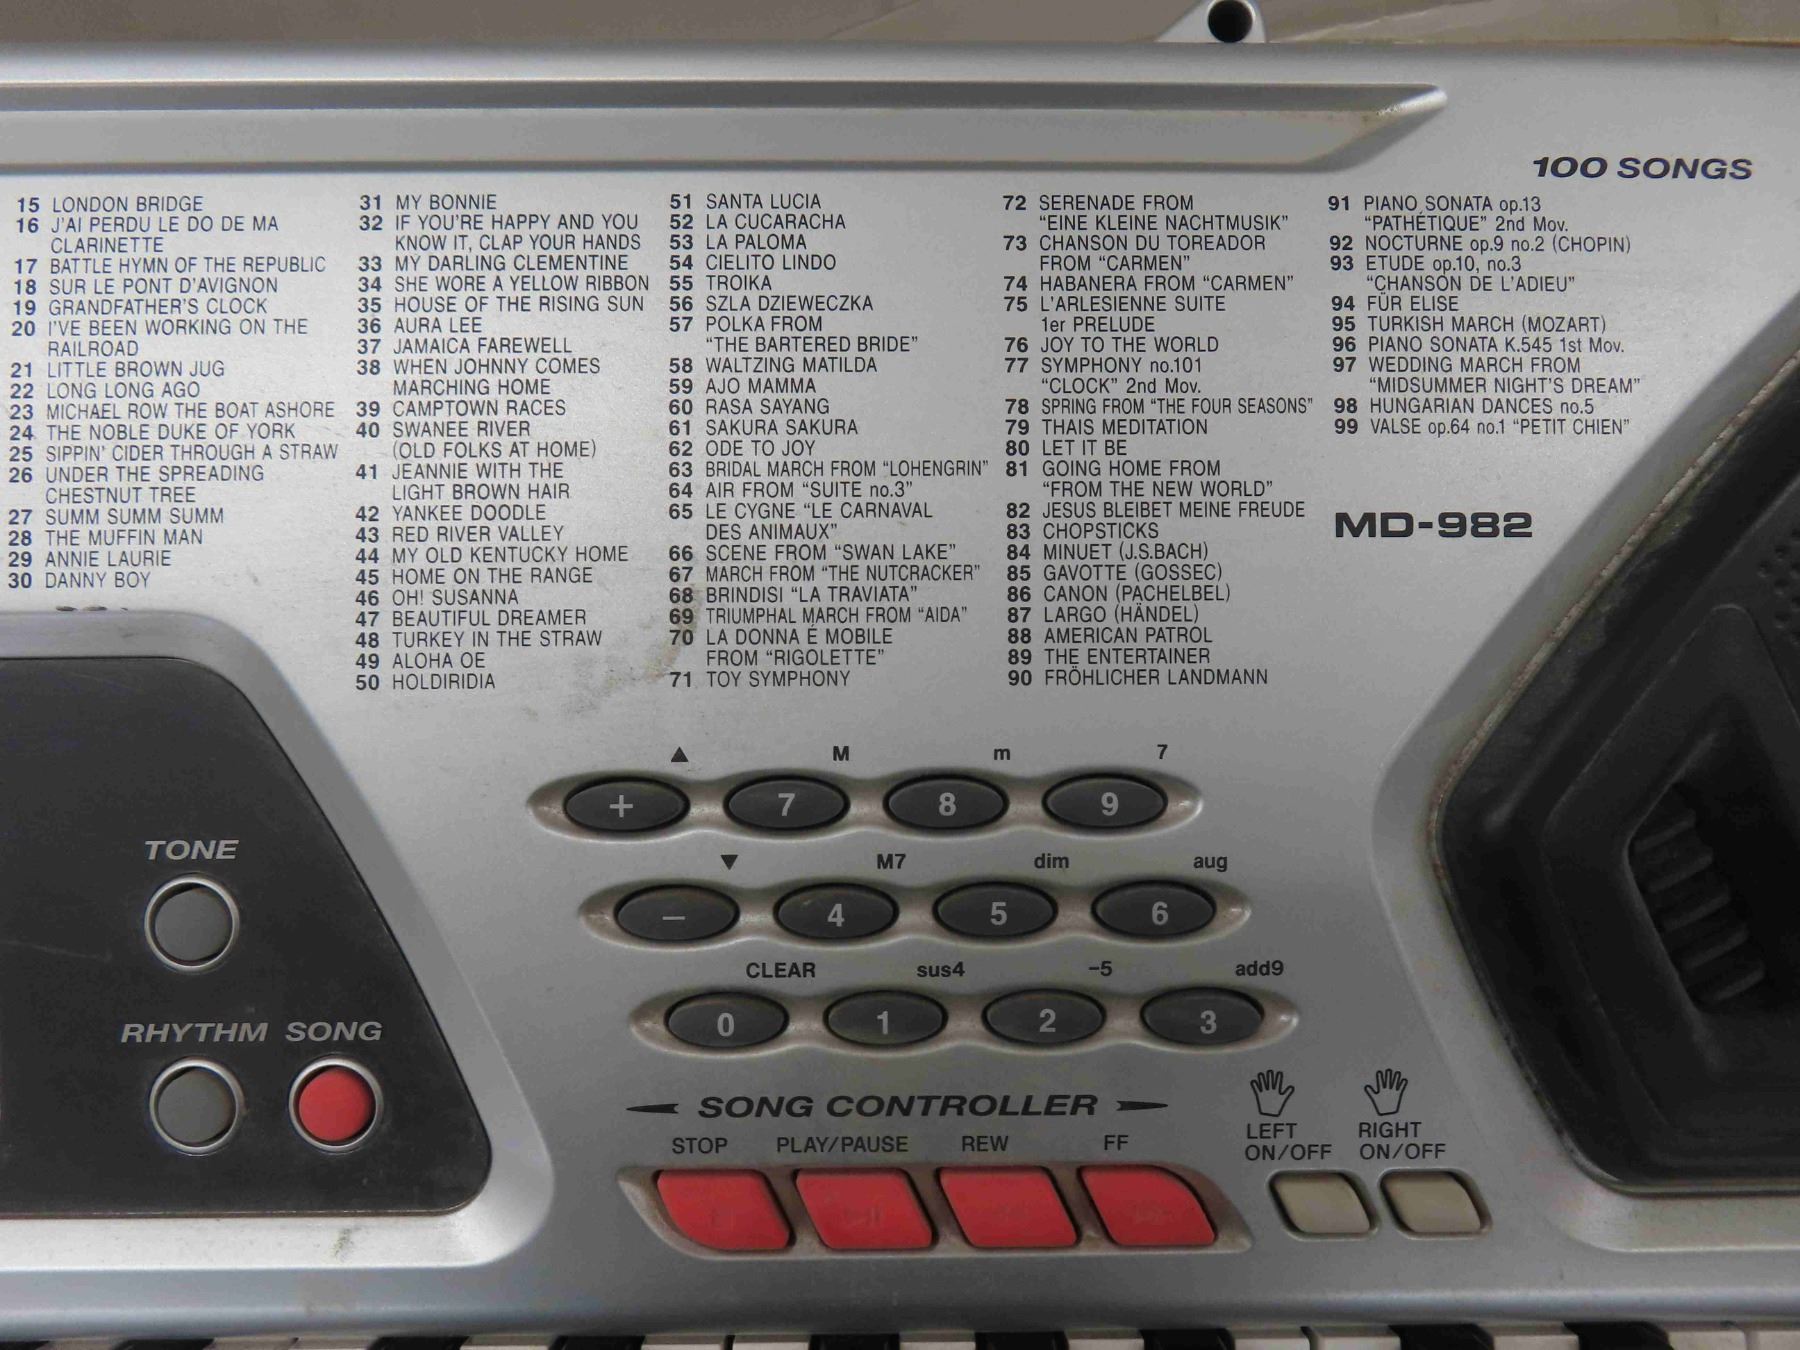 100 SONGS
15 LONDON BRIDGE
16 J'AI PERDU LE DO DE MA
CLARINETTE
17 BATTLE HYMN OF THE REPUBLIC
18 SUR LE PONT D'AVIGNON
19 GRANDFATHER'S CLOCK
20 I'VE BEEN WORKING ON THE
RAILROAD
21 LITTLE BROWN JUG
22 LONG LONG AGO
23 MICHAEL ROW THE BOAT ASHORE
24 THE NOBLE DUKE OF YORK
25 SIPPIN' CIDER THROUGH A STRAW
26 UNDER THE SPREADING
CHESTNUT TREE
27 SUMM SUMM SUMM
28 THE MUFFIN MAN
29 ANNIE LAURIE
30 DANNY BOY
31 MY BONNIE
32 IF YOU'RE HAPPY AND YOU
KNOW IT, CLAP YOUR HANDS
33 MY DARLING CLEMENTINE
34 SHE WORE A YELLOW RIBBON
35 HOUSE OF THE RISING SUN
36 AURA LEE
37 JAMAICA FAREWELL
38 WHEN JOHNNY COMES
MARCHING HOME
39 CAMPTOWN RACES
40 SWANEE RIVER
(OLD FOLKS AT HOME)
41 JEANNIE WITH THE
LIGHT BROWN HAIR
42 YANKEE DOODLE
43 RED RIVER VALLEY
44 MY OLD KENTUCKY HOME
45 HOME ON THE RANGE
46 OH! SUSANNA
47 BEAUTIFUL DREAMER
48 TURKEY IN THE STRAW
49 ALOHA OE
50 HOLDIRIDIA
51 SANTA LUCIA
52 LA CUCARACHA
53 LA PALOMA
54 CIELITO LINDO
55 TROIKA
56 SZLA DZIEWECZKA
57 POLKA FROM
"THE BARTERED BRIDE"
58 WALTZING MATILDA
59 AJO MAMMA
60 RASA SAYANG
61 SAKURA SAKURA
62 ODE TO JOY
63 BRIDAL MARCH FROM "LOHENGRIN"
64 AIR FROM "SUITE no.3"
65 LE CYGNE "LE CARNAVAL
DES ANIMAUX"
66 SCENE FROM "SWAN LAKE"
67 MARCH FROM "THE NUTCRACKER"
68 BRINDISI "LA TRAVIATA"
69 TRIUMPHAL MARCH FROM "AIDA"
70 LA DONNA É MOBILE
FROM "RIGOLETTE"
71 TOY SYMPHONY
72 SERENADE FROM
"EINE KLEINE NACHTMUSIK"
73 CHANSON DU TOREADOR
FROM "CARMEN"
74 HABANERA FROM "CARMEN"
75 L'ARLESIENNE SUITE
1er PRELUDE
76 JOY TO THE WORLD
77 SYMPHONY no.101
"CLOCK" 2nd Mov.
78 SPRING FROM "THE FOUR SEASONS"
79 THAIS MEDITATION
80 LET IT BE
81 GOING HOME FROM
"FROM THE NEW WORLD"
82 JESUS BLEIBET MEINE FREUDE
83 CHOPSTICKS
84 MINUET (J.S.BACH)
85 GAVOTTE (GOSSEC)
86 CANON (PACHELBEL)
87 LARGO (HÄNDEL)
88 AMERICAN PATROL
89 THE ENTERTAINER
90 FRÖHLICHER LANDMANN
91 PIANO SONATA op.13
"PATHÉTIQUE" 2nd Mov.
92 NOCTURNE op.9 no.2 (CHOPIN)
93 ETUDE op.10, no.3
"CHANSON DE L'ADIEU"
94 FÜR ELISE
95 TURKISH MARCH (MOZART)
96 PIANO SONATA K.545 1st Mov.
97 WEDDING MARCH FROM
"MIDSUMMER NIGHT'S DREAM"
98 HUNGARIAN DANCES no.5
99 VALSE op.64 no.1 "PETIT CHIEN"
MD-982
▲ M m 7
+ 7 8 9
▼ M7 dim aug
− 4 5 6
CLEAR sus4 -5 add9
0 1 2 3
TONE
RHYTHM SONG
SONG CONTROLLER
STOP PLAY/PAUSE REW FF
LEFT
ON/OFF
RIGHT
ON/OFF